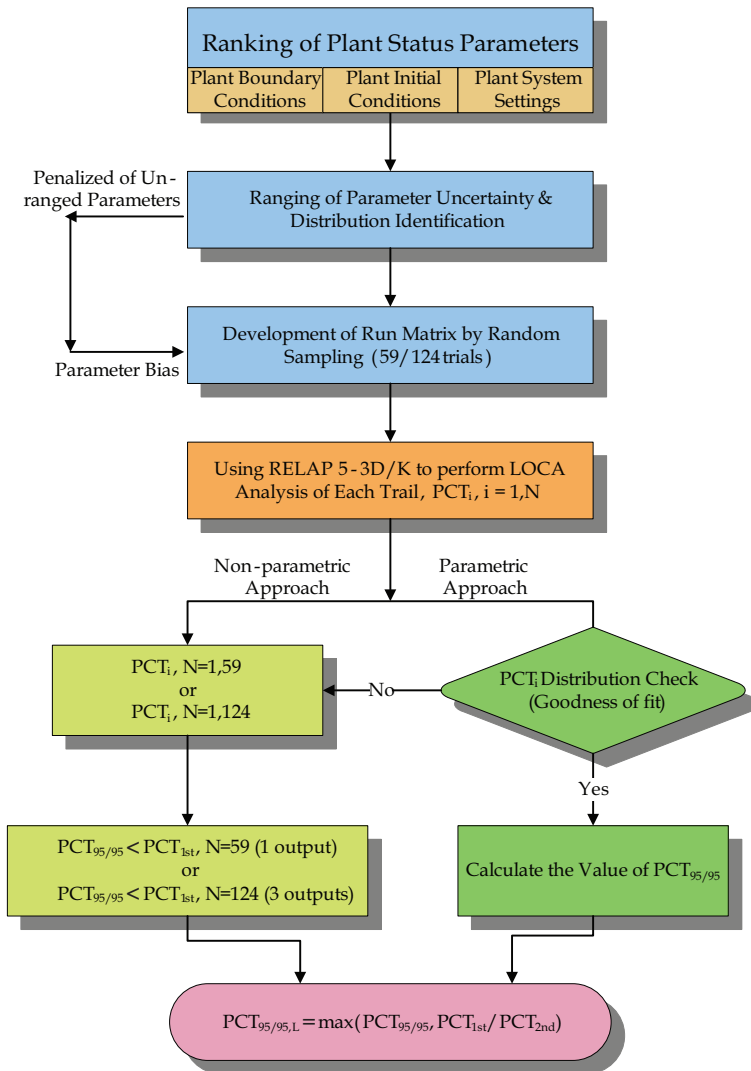 Ranking of Plant Status Parameters
Plant Boundary
Conditions
Plant Initial
Conditions
Plant System
Settings
Penalized of Un-
ranged Parameters
Ranging of Parameter Uncertainty &
Distribution Identification
Development of Run Matrix by Random
Sampling (59/124trials)
Parameter Bias
Using RELAP 5-3D/K to perform LOCA
Analysis of Each Trail, PCTi, i = 1,N
Non-parametric
Approach
Parametric
Approach
PCTi, N=1,59
or
PCTi, N=1,124
No
PCTi Distribution Check
(Goodness of fit)
Yes
PCT95/95 < PCT1st, N=59 (1 output)
or
PCT95/95 < PCT1st, N=124 (3 outputs)
Calculate the Value of PCT95/95
PCT95/95,L = max(PCT95/95, PCT1st/ PCT2nd)